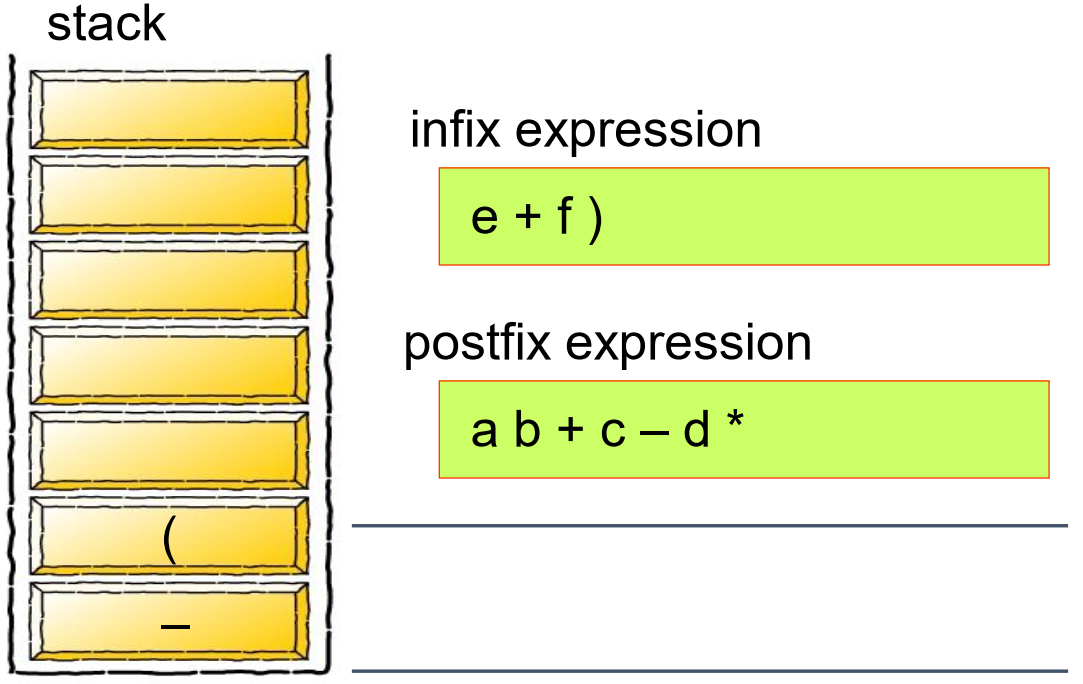 stack
infix expression
e + f )
postfix expression
a b + c – d *
(
–